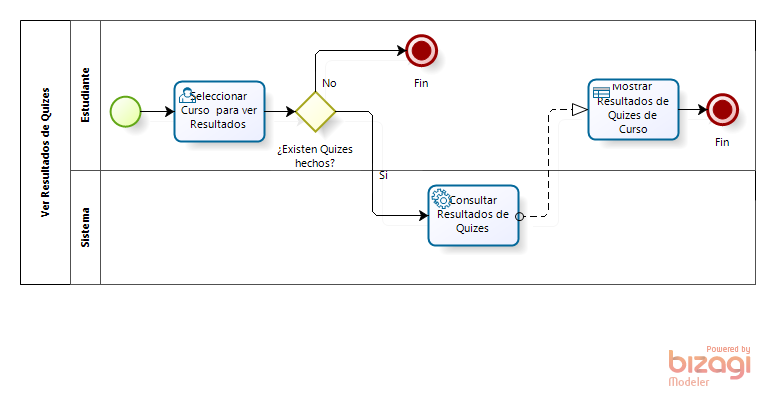 Ver Resultados de Quizes
Estudiante
Seleccionar
Curso para ver
Resultados
¿Existen Quizes
hechos?
No
Fin
Mostrar
Resultados de
Quizes de
Curso
Fin
Sistema
Si
Consultar
Resultados de
Quizes
Powered by
bizagi
Modeler